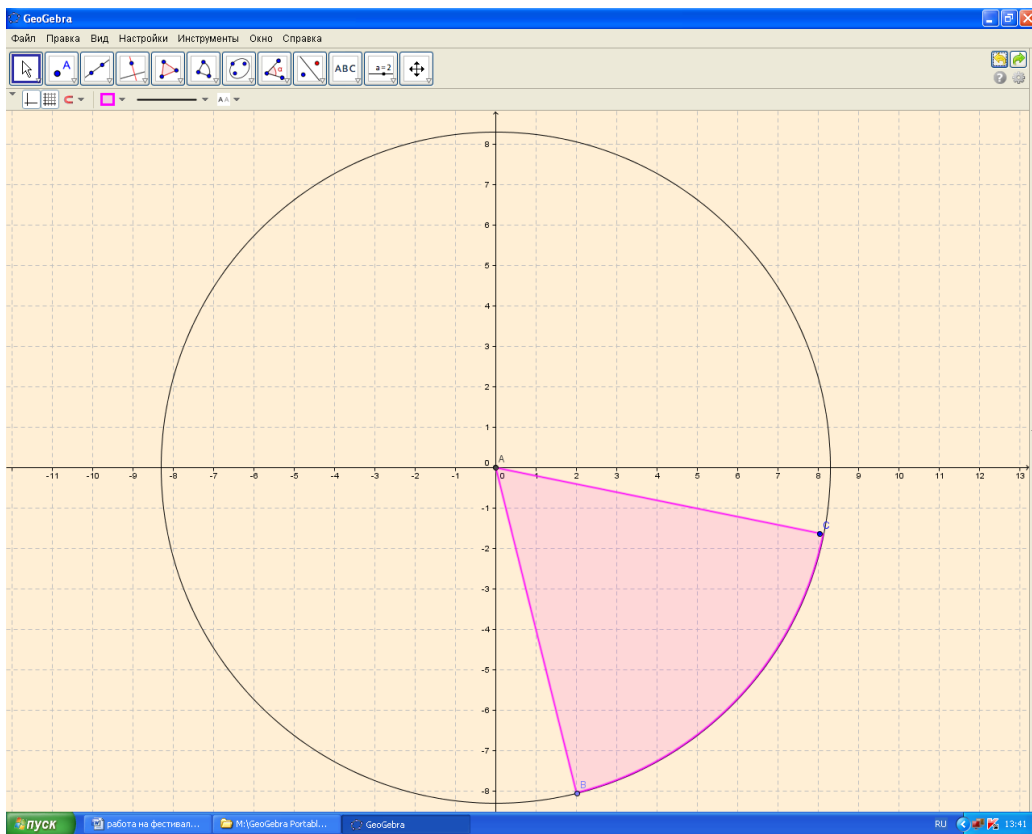 GeoGebra
Файл Правка Вид Настройки Инструменты Окно Справка
A ABC a=2
α
A A
8
7
6
5
4
3
2
1
0 A
-11 -10 -9 -8 -7 -6 -5 -4 -3 -2 -1 0 1 2 3 4 5 6 7 8 9 10 11 12 13
-1
C
-2
-3
-4
-5
-6
-7
-8 B
пуск работа на фестивал... M:\GeoGebra Portabl... GeoGebra RU 13:41